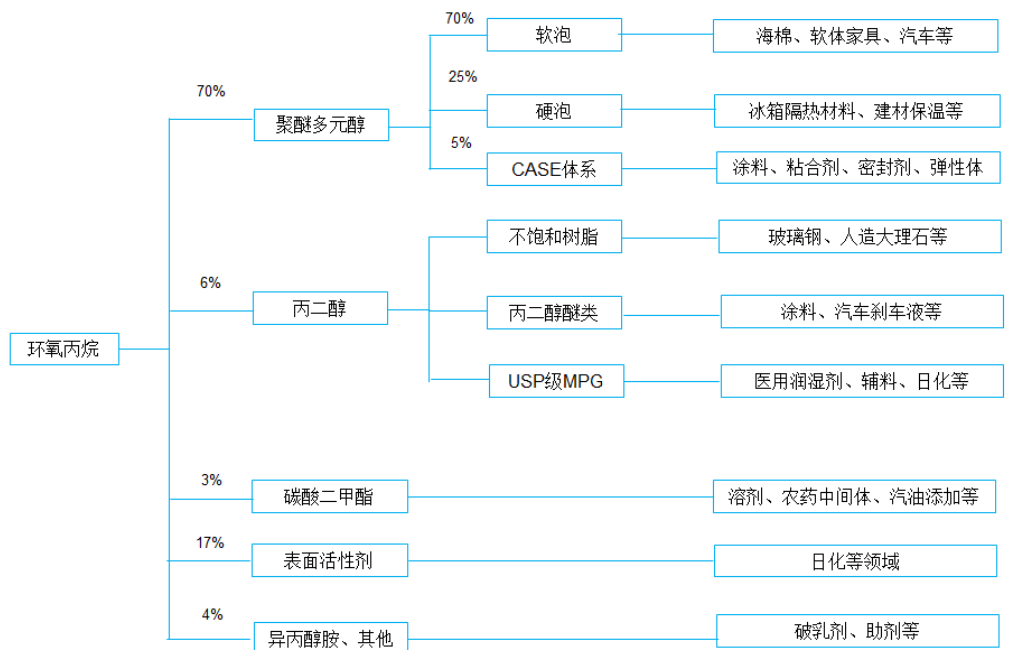 70%
软泡
海棉、软体家具、汽车等
25%
70%
硬泡
冰箱隔热材料、建材保温等
聚醚多元醇
5%
CASE体系
涂料、粘合剂、密封剂、弹性体
不饱和树脂
玻璃钢、人造大理石等
6%
丙二醇
丙二醇醚类
涂料、汽车刹车液等
环氧丙烷
USP级MPG
医用润湿剂、辅料、日化等
3%
碳酸二甲酯
溶剂、农药中间体、汽油添加等
17%
表面活性剂
日化等领域
4%
异丙醇胺、其他
破乳剂、助剂等